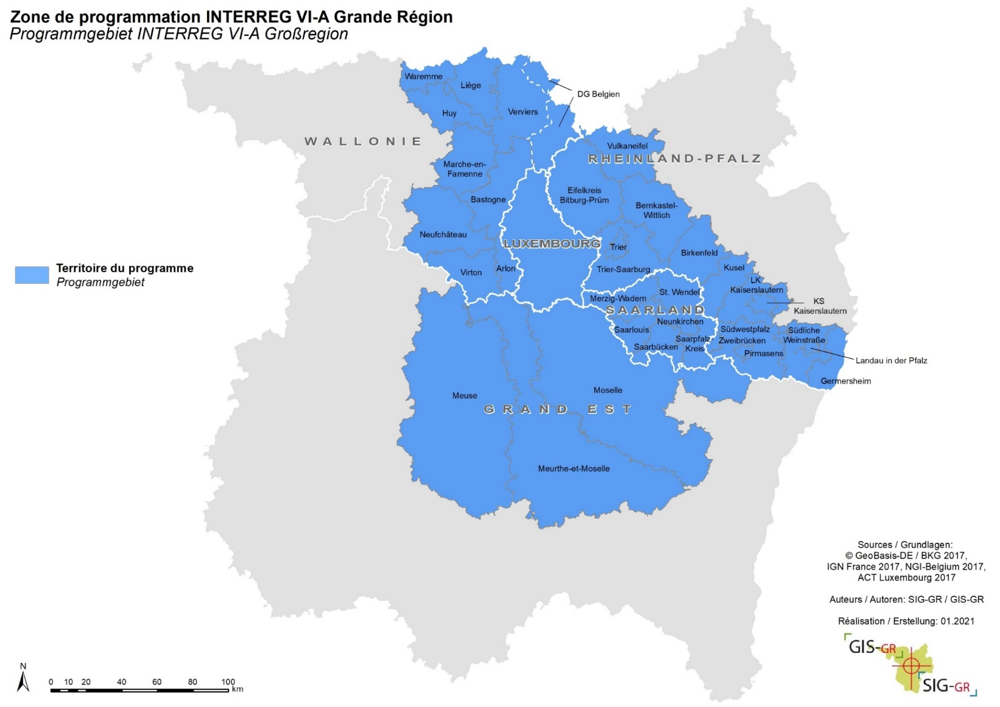 Zone de programmation INTERREG VI-A Grande Région
Programmgebiet INTERREG VI-A Großregion
Waremme
Liège
DG Belgien
Huy
Verviers
WALLONIE
Vulkaneifel
RHEINLAND-PFALZ
Marche-en-
Famenne
Eifelkreis
Bitburg-Prüm
Bastogne
Bernkastel-
Wittlich
Neufchâteau
LUXEMBOURG
Trier
Birkenfeld
Territoire du programme
Programmgebiet
Virton
Arlon
Trier-Saarburg
Kusel
LK
Kaiserslautern
St. Wendel
Merzig-Wadern
KS
Kaiserslautern
SAARLAND
Neunkirchen
Saarlouis
Südwestpfalz
Südliche
Weinstraße
Saarpfalz-
Kreis
Zweibrücken
Saarbücken
Pirmasens
Landau in der Pfalz
Germersheim
Moselle
Meuse
GRAND EST
Meurthe-et-Moselle
Sources / Grundlagen:
© GeoBasis-DE / BKG 2017,
IGN France 2017, NGI-Belgium 2017,
ACT Luxembourg 2017
Auteurs / Autoren: SIG-GR / GIS-GR
Réalisation / Erstellung: 01.2021
GIS-GR
SIG-GR
N
0 10 20 40 60 80 100
km